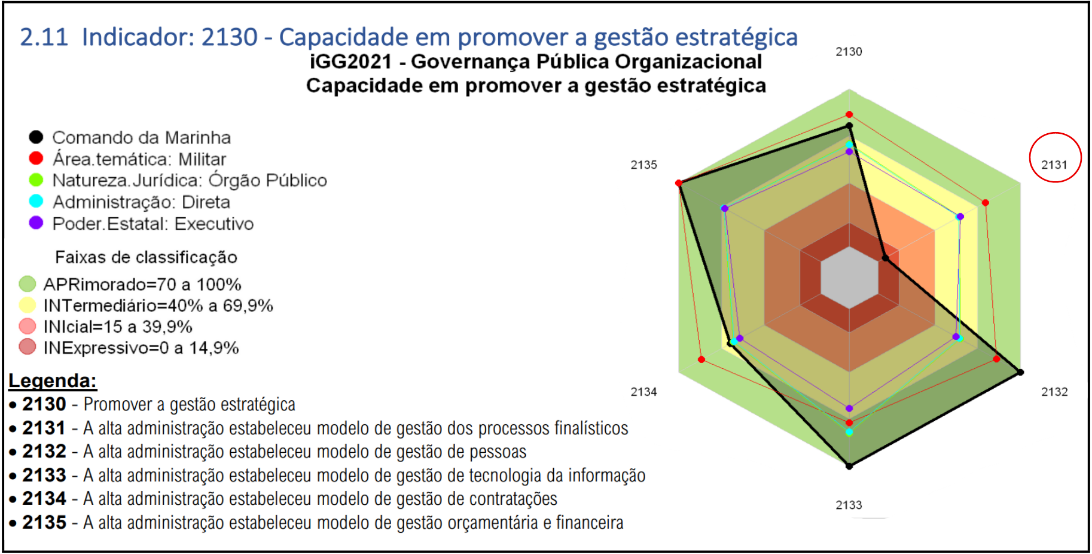 2.11 Indicador: 2130 - Capacidade em promover a gestão estratégica
iGG2021 - Governança Pública Organizacional
Capacidade em promover a gestão estratégica
Comando da Marinha
Área.temática: Militar
Natureza.Jurídica: Órgão Público
Administração: Direta
Poder.Estatal: Executivo
Faixas de classificação
APRimorado=70 a 100%
INTermediário=40% a 69,9%
INIcial=15 a 39,9%
INExpressivo=0 a 14,9%
Legenda:
• 2130 - Promover a gestão estratégica
• 2131 - A alta administração estabeleceu modelo de gestão dos processos finalísticos
• 2132 - A alta administração estabeleceu modelo de gestão de pessoas
• 2133 - A alta administração estabeleceu modelo de gestão de tecnologia da informação
• 2134 - A alta administração estabeleceu modelo de gestão de contratações
• 2135 - A alta administração estabeleceu modelo de gestão orçamentária e financeira
2130
2135
2131
2134
2132
2133